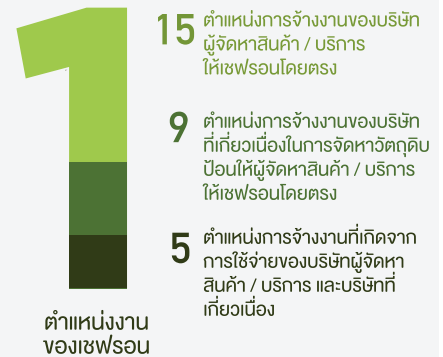 1
ตำแหน่งงาน
ของเชฟรอน
15 ตำแหน่งการจ้างงานของบริษัท
ผู้จัดหาสินค้า / บริการ
ให้เชฟรอนโดยตรง
9 ตำแหน่งการจ้างงานของบริษัท
ที่เกี่ยวเนื่องในการจัดหาวัตถุดิบ
ป้อนให้ผู้จัดหาสินค้า / บริการ
ให้เชฟรอนโดยตรง
5 ตำแหน่งการจ้างงานที่เกิดจาก
การใช้จ่ายของบริษัทผู้จัดหา
สินค้า / บริการ และบริษัทที่
เกี่ยวเนื่อง